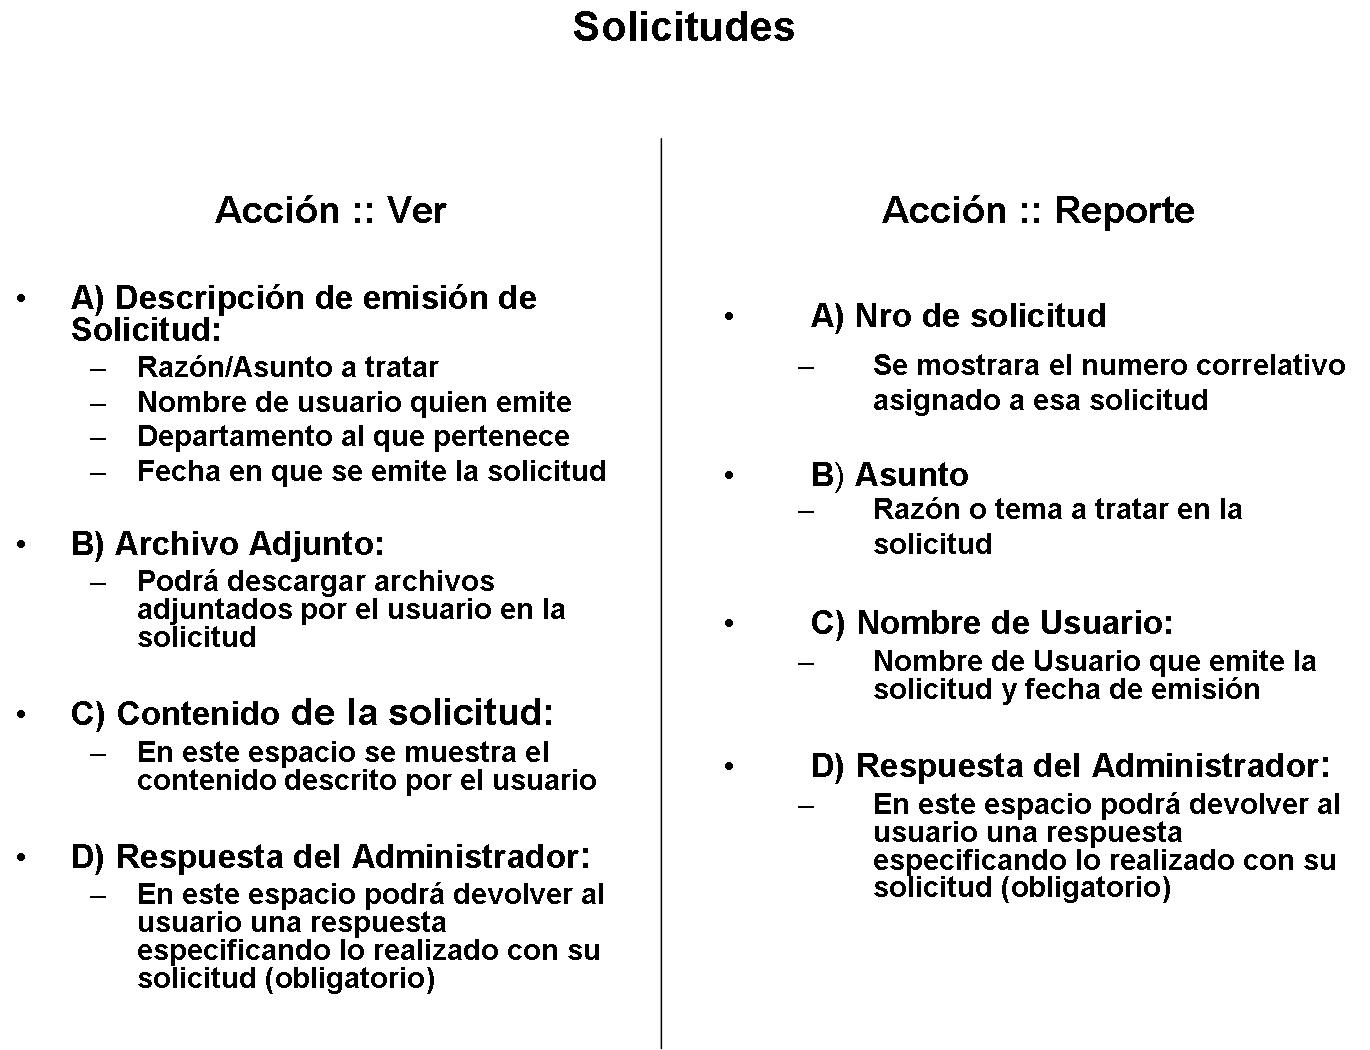 Solicitudes
Acción :: Ver
• A) Descripción de emisión de
Solicitud:
– Razón/Asunto a tratar
– Nombre de usuario quien emite
– Departamento al que pertenece
– Fecha en que se emite la solicitud
• B) Archivo Adjunto:
– Podrá descargar archivos
adjuntados por el usuario en la
solicitud
• C) Contenido de la solicitud:
– En este espacio se muestra el
contenido descrito por el usuario
• D) Respuesta del Administrador:
– En este espacio podrá devolver al
usuario una respuesta
especificando lo realizado con su
solicitud (obligatorio)
Acción :: Reporte
• A) Nro de solicitud
– Se mostrara el numero correlativo
asignado a esa solicitud
• B) Asunto
– Razón o tema a tratar en la
solicitud
• C) Nombre de Usuario:
– Nombre de Usuario que emite la
solicitud y fecha de emisión
• D) Respuesta del Administrador:
– En este espacio podrá devolver al
usuario una respuesta
especificando lo realizado con su
solicitud (obligatorio)